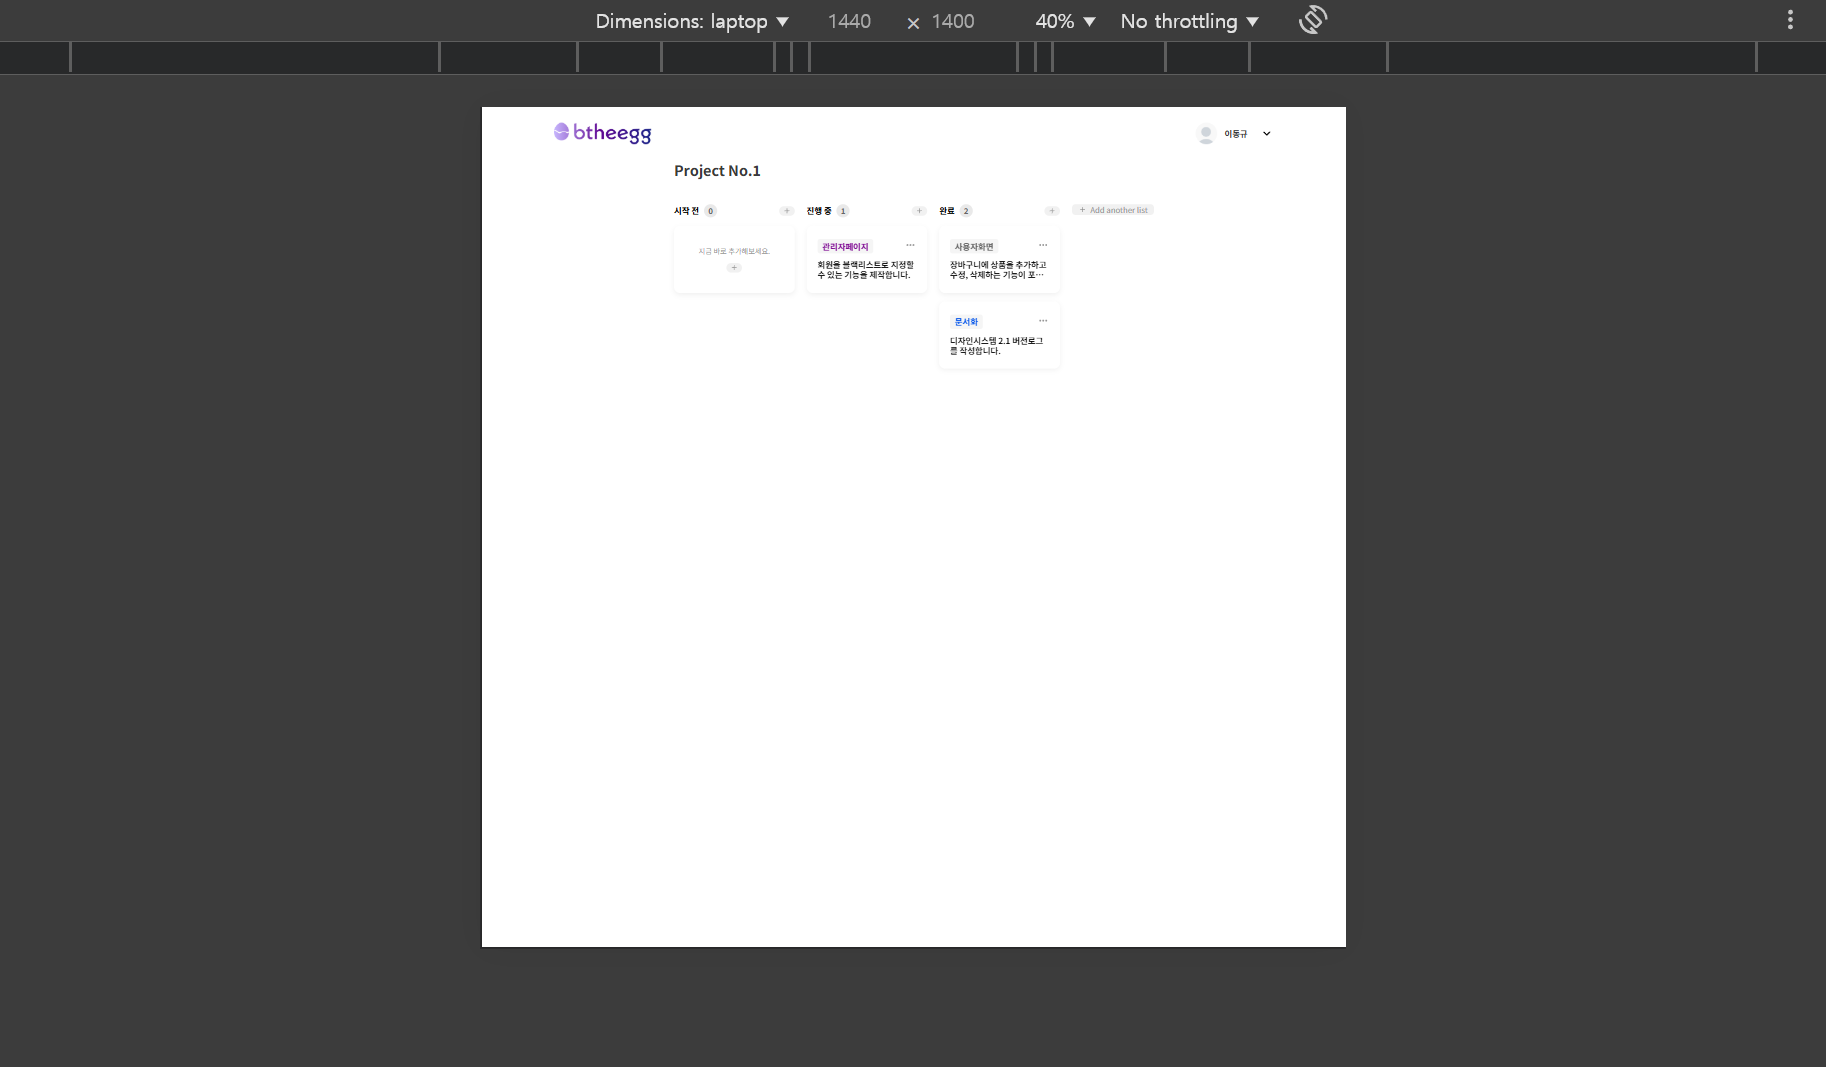 Dimensions: laptop ▼ 1440 × 1400 40% ▼ No throttling ▼
btheegg
이동규
Project No.1
시작 전 0 +
진행 중 1 +
완료 2 +
+ Add another list
지금 바로 추가해보세요.
+
관리자페이지 ···
회원을 블랙리스트로 지정할
수 있는 기능을 제작합니다.
사용자화면 ···
장바구니에 상품을 추가하고
수정, 삭제하는 기능이 포···
문서화 ···
디자인시스템 2.1 버전로그
를 작성합니다.